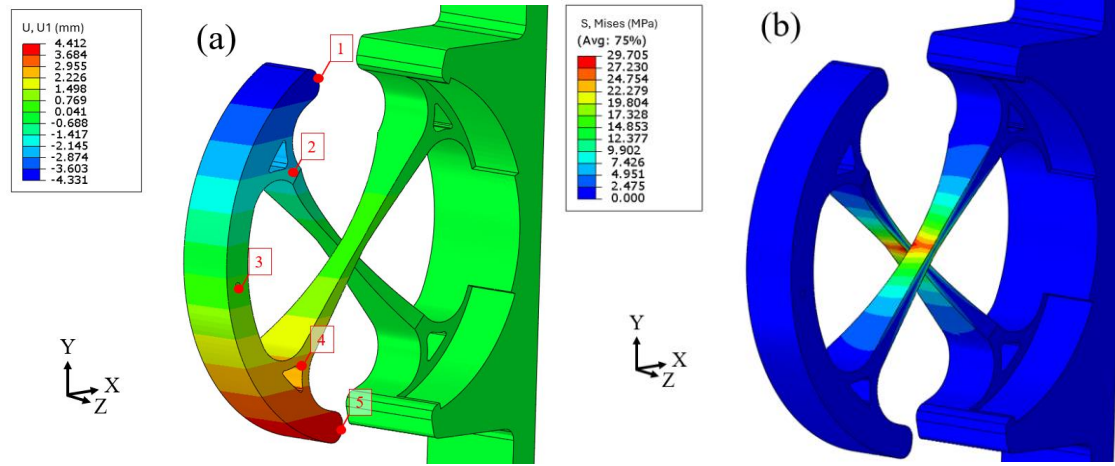 U, U1 (mm)
4.412
3.684
2.955
2.226
1.498
0.769
0.041
-0.688
-1.417
-2.145
-2.874
-3.603
-4.331
(a)
1
2
3
4
5
Y
X
Z
S, Mises (MPa)
(Avg: 75%)
29.705
27.230
24.754
22.279
19.804
17.328
14.853
12.377
9.902
7.426
4.951
2.475
0.000
(b)
Y
X
Z